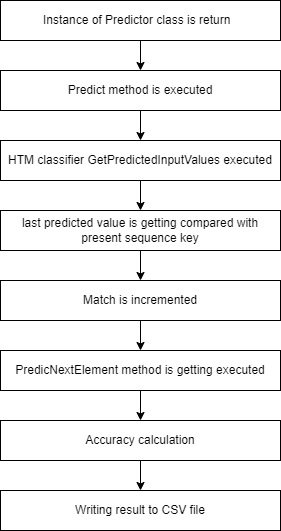 Instance of Predictor class is return
Predict method is executed
HTM classifier GetPredictedInputValues executed
last predicted value is getting compared with
present sequence key
Match is incremented
PredicNextElement method is getting executed
Accuracy calculation
Writing result to CSV file